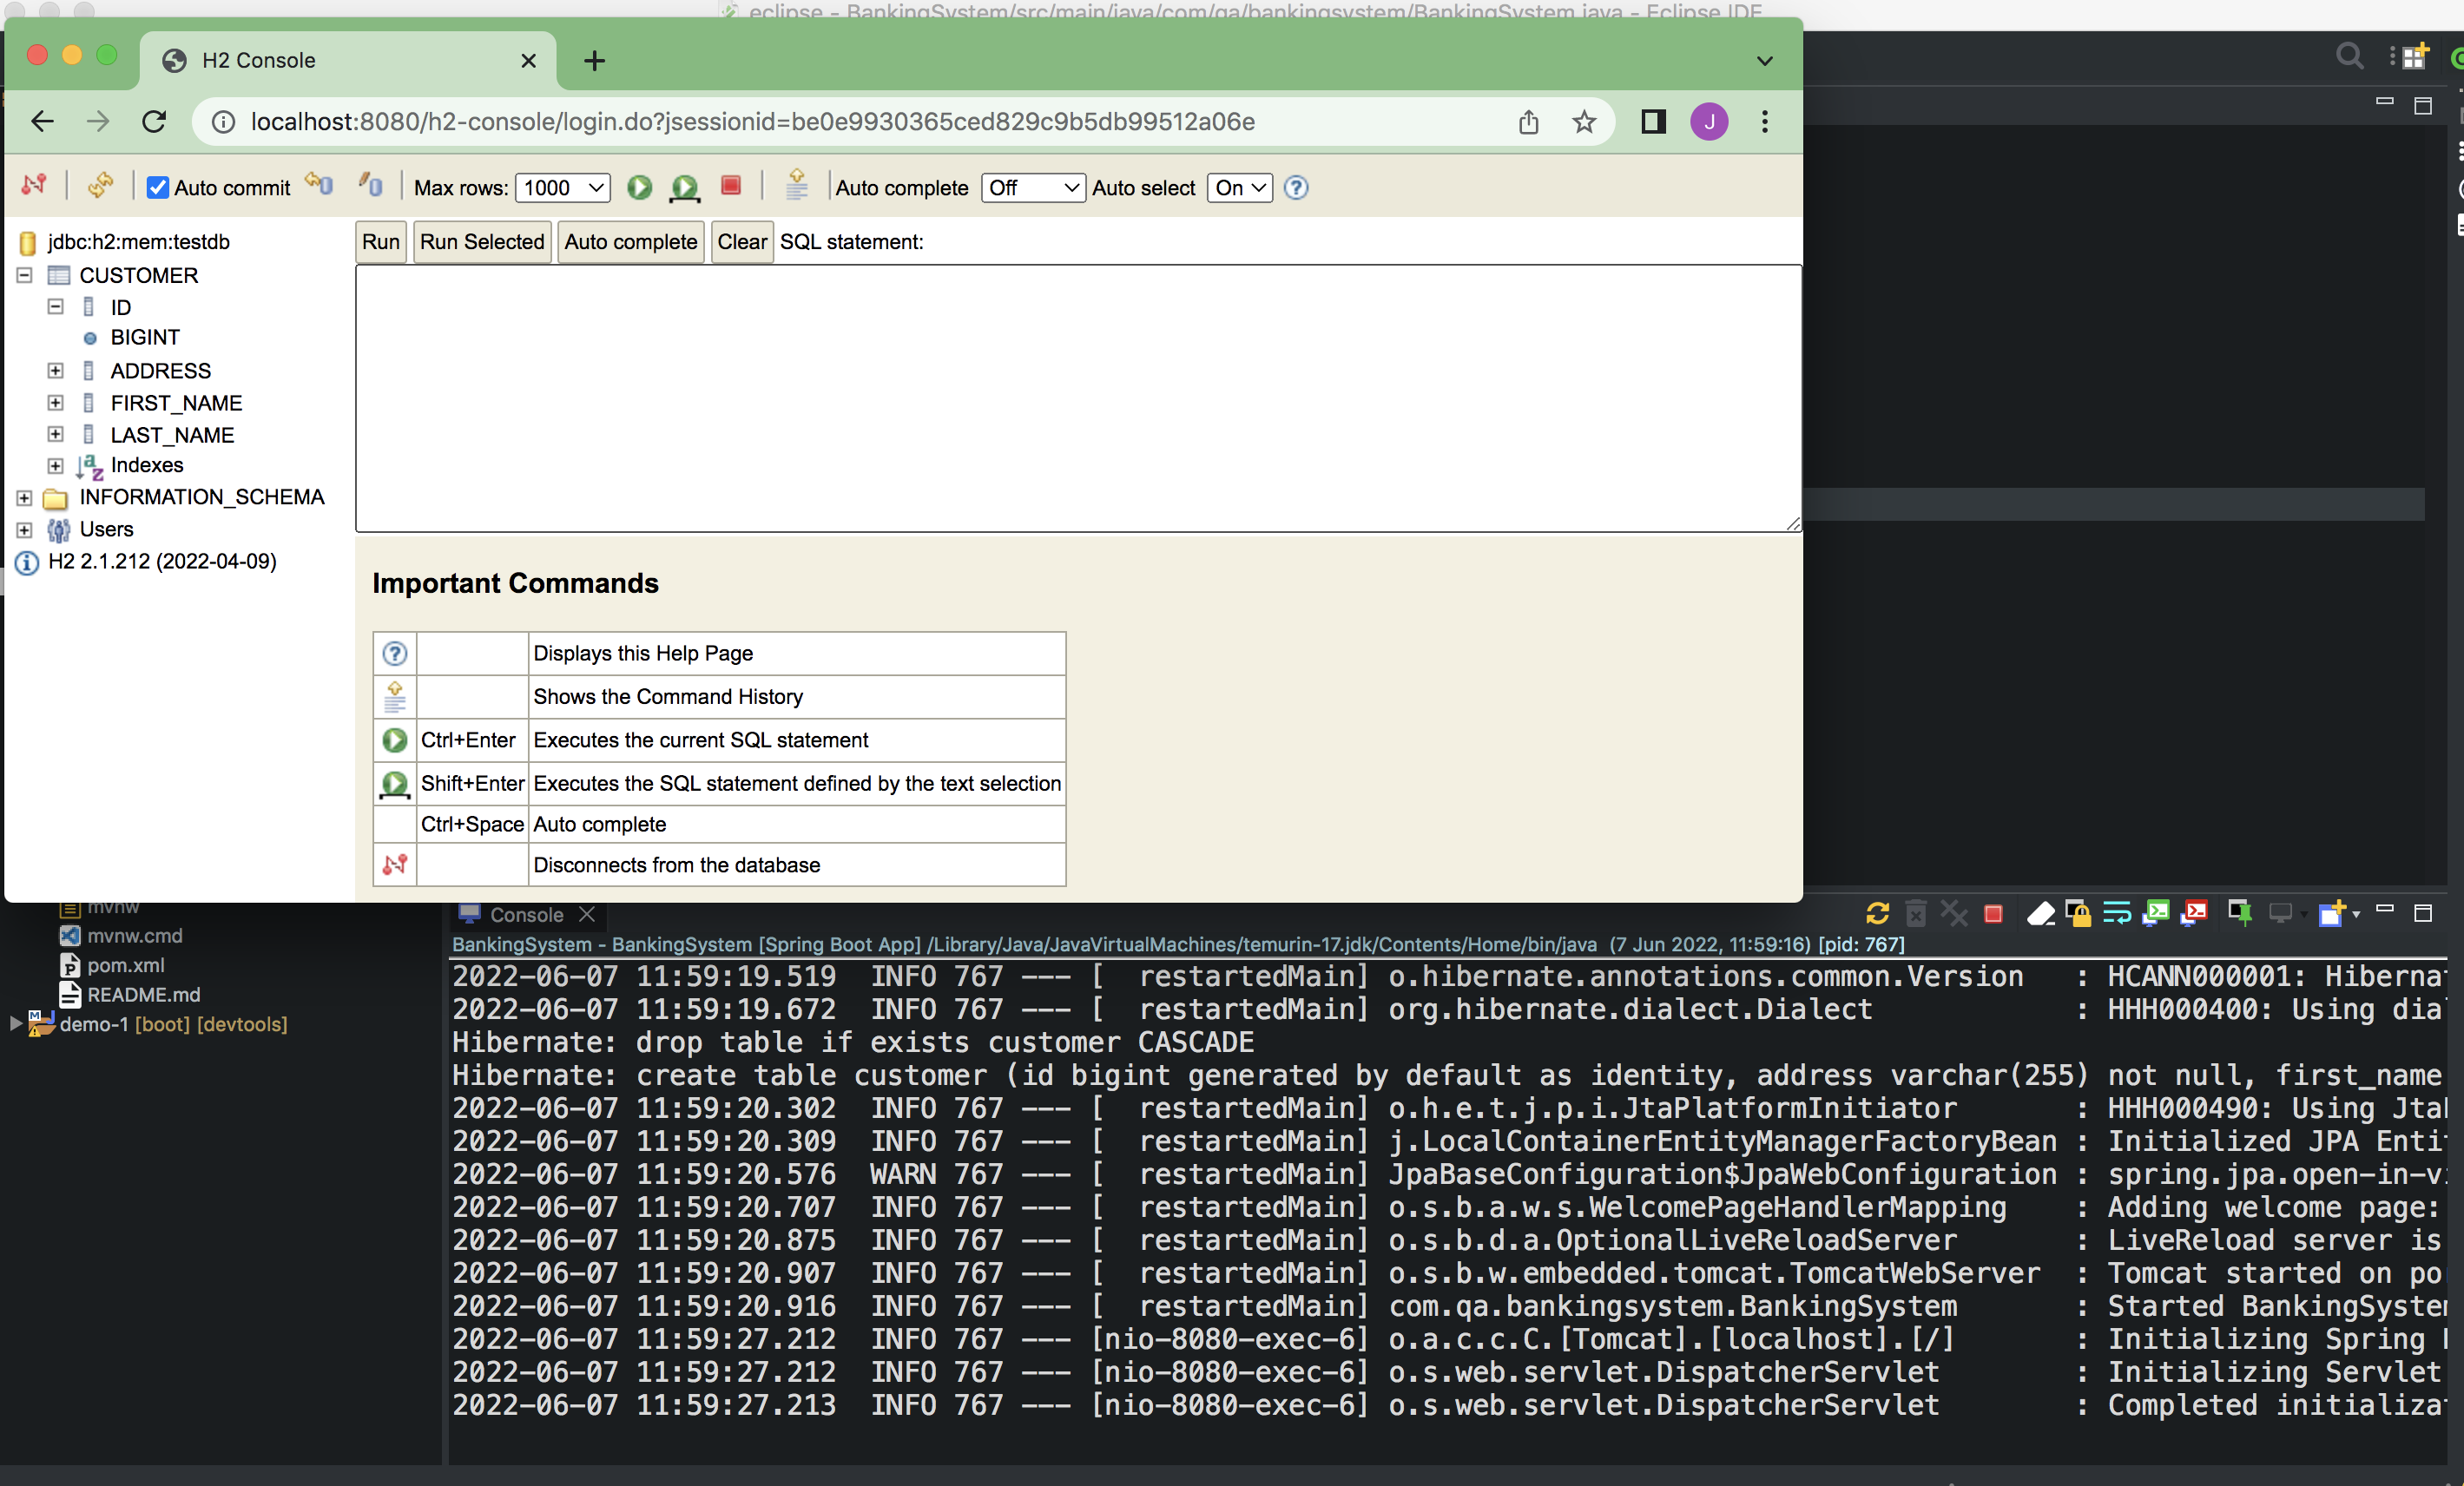 eclipse - BankingSystem/src/main/java/com/qa/bankingsystem/BankingSystem.java - Eclipse IDE
H2 Console
localhost:8080/h2-console/login.do?jsessionid=be0e9930365ced829c9b5db99512a06e
J
Auto commit Max rows: 1000 Auto complete Off Auto select On
jdbc:h2:mem:testdb
CUSTOMER
ID
BIGINT
ADDRESS
FIRST_NAME
LAST_NAME
Indexes
INFORMATION_SCHEMA
Users
H2 2.1.212 (2022-04-09)
Run Run Selected Auto complete Clear SQL statement:
Important Commands
Displays this Help Page
Shows the Command History
Ctrl+Enter Executes the current SQL statement
Shift+Enter Executes the SQL statement defined by the text selection
Ctrl+Space Auto complete
Disconnects from the database
mvnw
mvnw.cmd
pom.xml
README.md
demo-1 [boot] [devtools]
Console
BankingSystem - BankingSystem [Spring Boot App] /Library/Java/JavaVirtualMachines/temurin-17.jdk/Contents/Home/bin/java (7 Jun 2022, 11:59:16) [pid: 767]
2022-06-07 11:59:19.519 INFO 767 --- [ restartedMain] o.hibernate.annotations.common.Version : HCANN000001: Hiberna
2022-06-07 11:59:19.672 INFO 767 --- [ restartedMain] org.hibernate.dialect.Dialect : HHH000400: Using dia
Hibernate: drop table if exists customer CASCADE
Hibernate: create table customer (id bigint generated by default as identity, address varchar(255) not null, first_name
2022-06-07 11:59:20.302 INFO 767 --- [ restartedMain] o.h.e.t.j.p.i.JtaPlatformInitiator : HHH000490: Using Jta
2022-06-07 11:59:20.309 INFO 767 --- [ restartedMain] j.LocalContainerEntityManagerFactoryBean : Initialized JPA Enti
2022-06-07 11:59:20.576 WARN 767 --- [ restartedMain] JpaBaseConfiguration$JpaWebConfiguration : spring.jpa.open-in-v
2022-06-07 11:59:20.707 INFO 767 --- [ restartedMain] o.s.b.a.w.s.WelcomePageHandlerMapping : Adding welcome page:
2022-06-07 11:59:20.875 INFO 767 --- [ restartedMain] o.s.b.d.a.OptionalLiveReloadServer : LiveReload server is
2022-06-07 11:59:20.907 INFO 767 --- [ restartedMain] o.s.b.w.embedded.tomcat.TomcatWebServer : Tomcat started on po
2022-06-07 11:59:20.916 INFO 767 --- [ restartedMain] com.qa.bankingsystem.BankingSystem : Started BankingSystem
2022-06-07 11:59:27.212 INFO 767 --- [nio-8080-exec-6] o.a.c.c.C.[Tomcat].[localhost].[/] : Initializing Spring
2022-06-07 11:59:27.212 INFO 767 --- [nio-8080-exec-6] o.s.web.servlet.DispatcherServlet : Initializing Servlet
2022-06-07 11:59:27.213 INFO 767 --- [nio-8080-exec-6] o.s.web.servlet.DispatcherServlet : Completed initializa